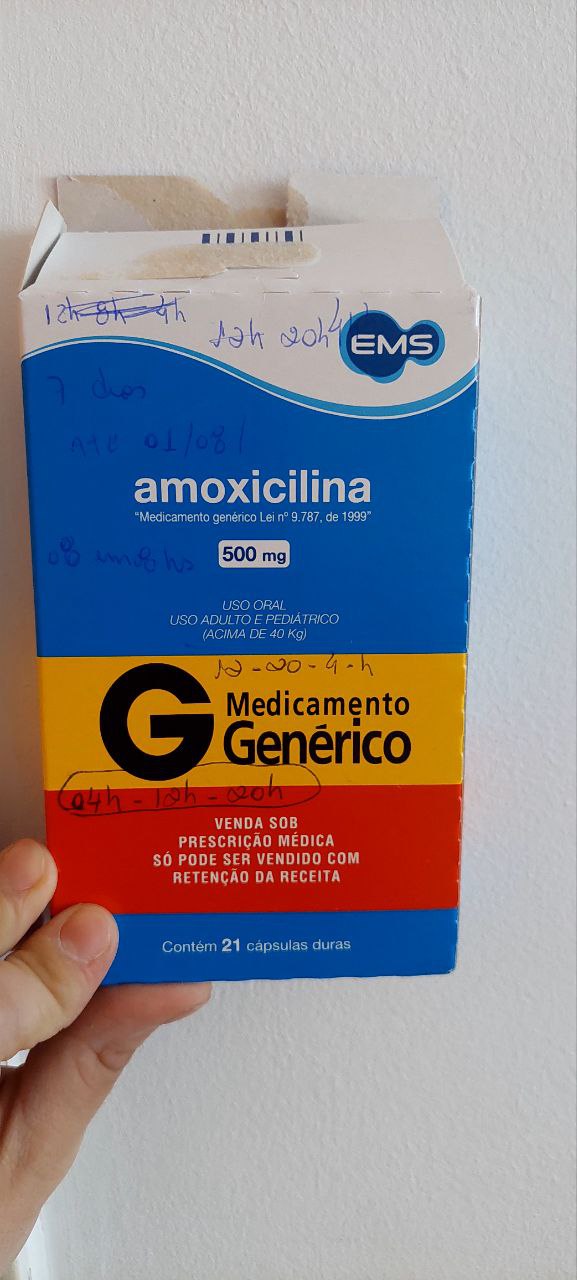 12h 8h 4h
12h 20h 4h
EMS
7 dias
Até 01/08/
amoxicilina
"Medicamento genérico Lei nº 9.787, de 1999"
500 mg
USO ORAL
USO ADULTO E PEDIÁTRICO
(ACIMA DE 40 Kg)
12-20-4-h
G Medicamento
Genérico
04h-12h-20h
VENDA SOB
PRESCRIÇÃO MÉDICA
SÓ PODE SER VENDIDO COM
RETENÇÃO DA RECEITA
Contém 21 cápsulas duras